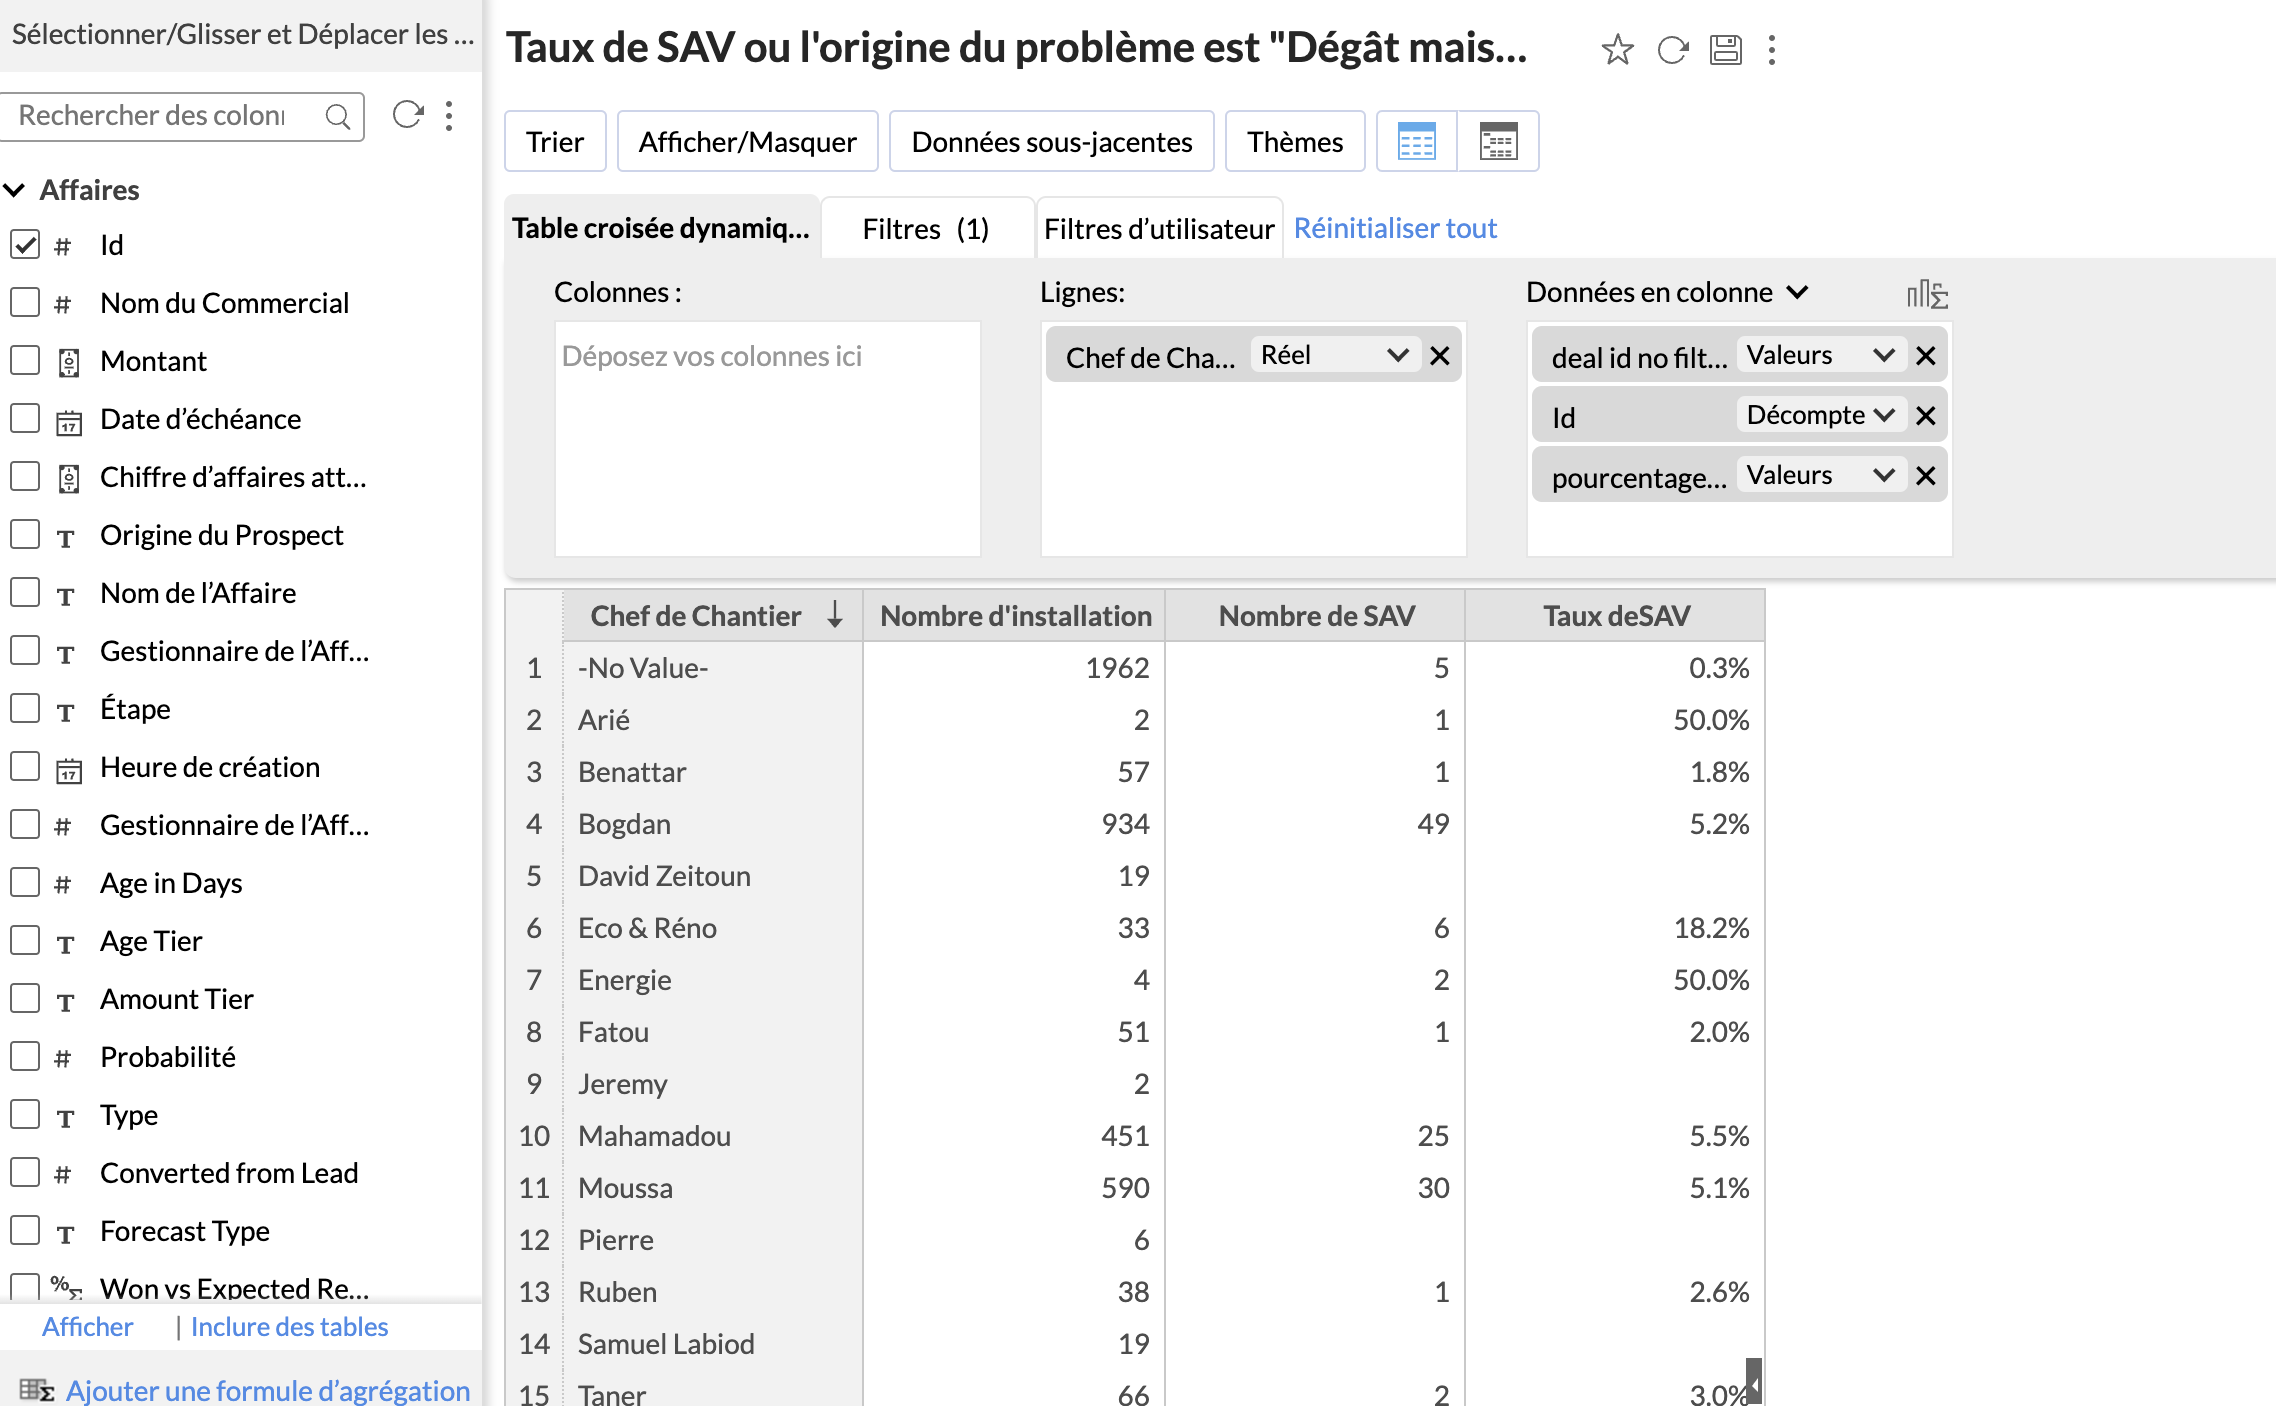 Sélectionner/Glisser et Déplacer les ...
Rechercher des colon
Affaires
# Id
# Nom du Commercial
Montant
17 Date d’échéance
Chiffre d’affaires att...
T Origine du Prospect
T Nom de l’Affaire
T Gestionnaire de l’Aff...
T Étape
17 Heure de création
# Gestionnaire de l’Aff...
# Age in Days
T Age Tier
T Amount Tier
# Probabilité
T Type
# Converted from Lead
T Forecast Type
%Σ Won vs Expected Re...
Afficher | Inclure des tables
Σ Ajouter une formule d’agrégation
Taux de SAV ou l'origine du problème est "Dégât mais...
Trier Afficher/Masquer Données sous-jacentes Thèmes
Table croisée dynamiq... Filtres (1) Filtres d’utilisateur Réinitialiser tout
Colonnes : Lignes: Données en colonne
Déposez vos colonnes ici
Chef de Cha... Réel
deal id no filt... Valeurs
Id Décompte
pourcentage... Valeurs
Chef de Chantier ↓ Nombre d'installation Nombre de SAV Taux deSAV
1 -No Value- 1962 5 0.3%
2 Arié 2 1 50.0%
3 Benattar 57 1 1.8%
4 Bogdan 934 49 5.2%
5 David Zeitoun 19
6 Eco & Réno 33 6 18.2%
7 Energie 4 2 50.0%
8 Fatou 51 1 2.0%
9 Jeremy 2
10 Mahamadou 451 25 5.5%
11 Moussa 590 30 5.1%
12 Pierre 6
13 Ruben 38 1 2.6%
14 Samuel Labiod 19
15 Taner 66 2 3.0%